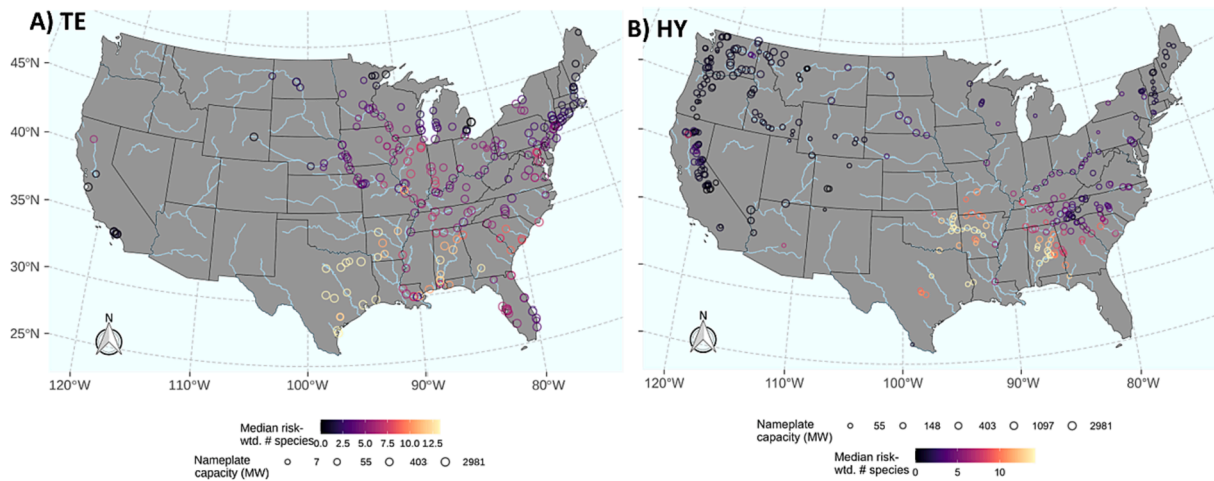 A) TE
B) HY
45°N
40°N
35°N
30°N
25°N
N
120°W
110°W
100°W
90°W
80°W
45°N
40°N
35°N
30°N
25°N
N
120°W
110°W
100°W
90°W
80°W
Median risk-
wtd. # species
0.0 2.5 5.0 7.5 10.0 12.5
Nameplate
capacity (MW)
7 55 403 2981
Nameplate
capacity (MW)
55 148 403 1097 2981
Median risk-
wtd. # species
0 5 10